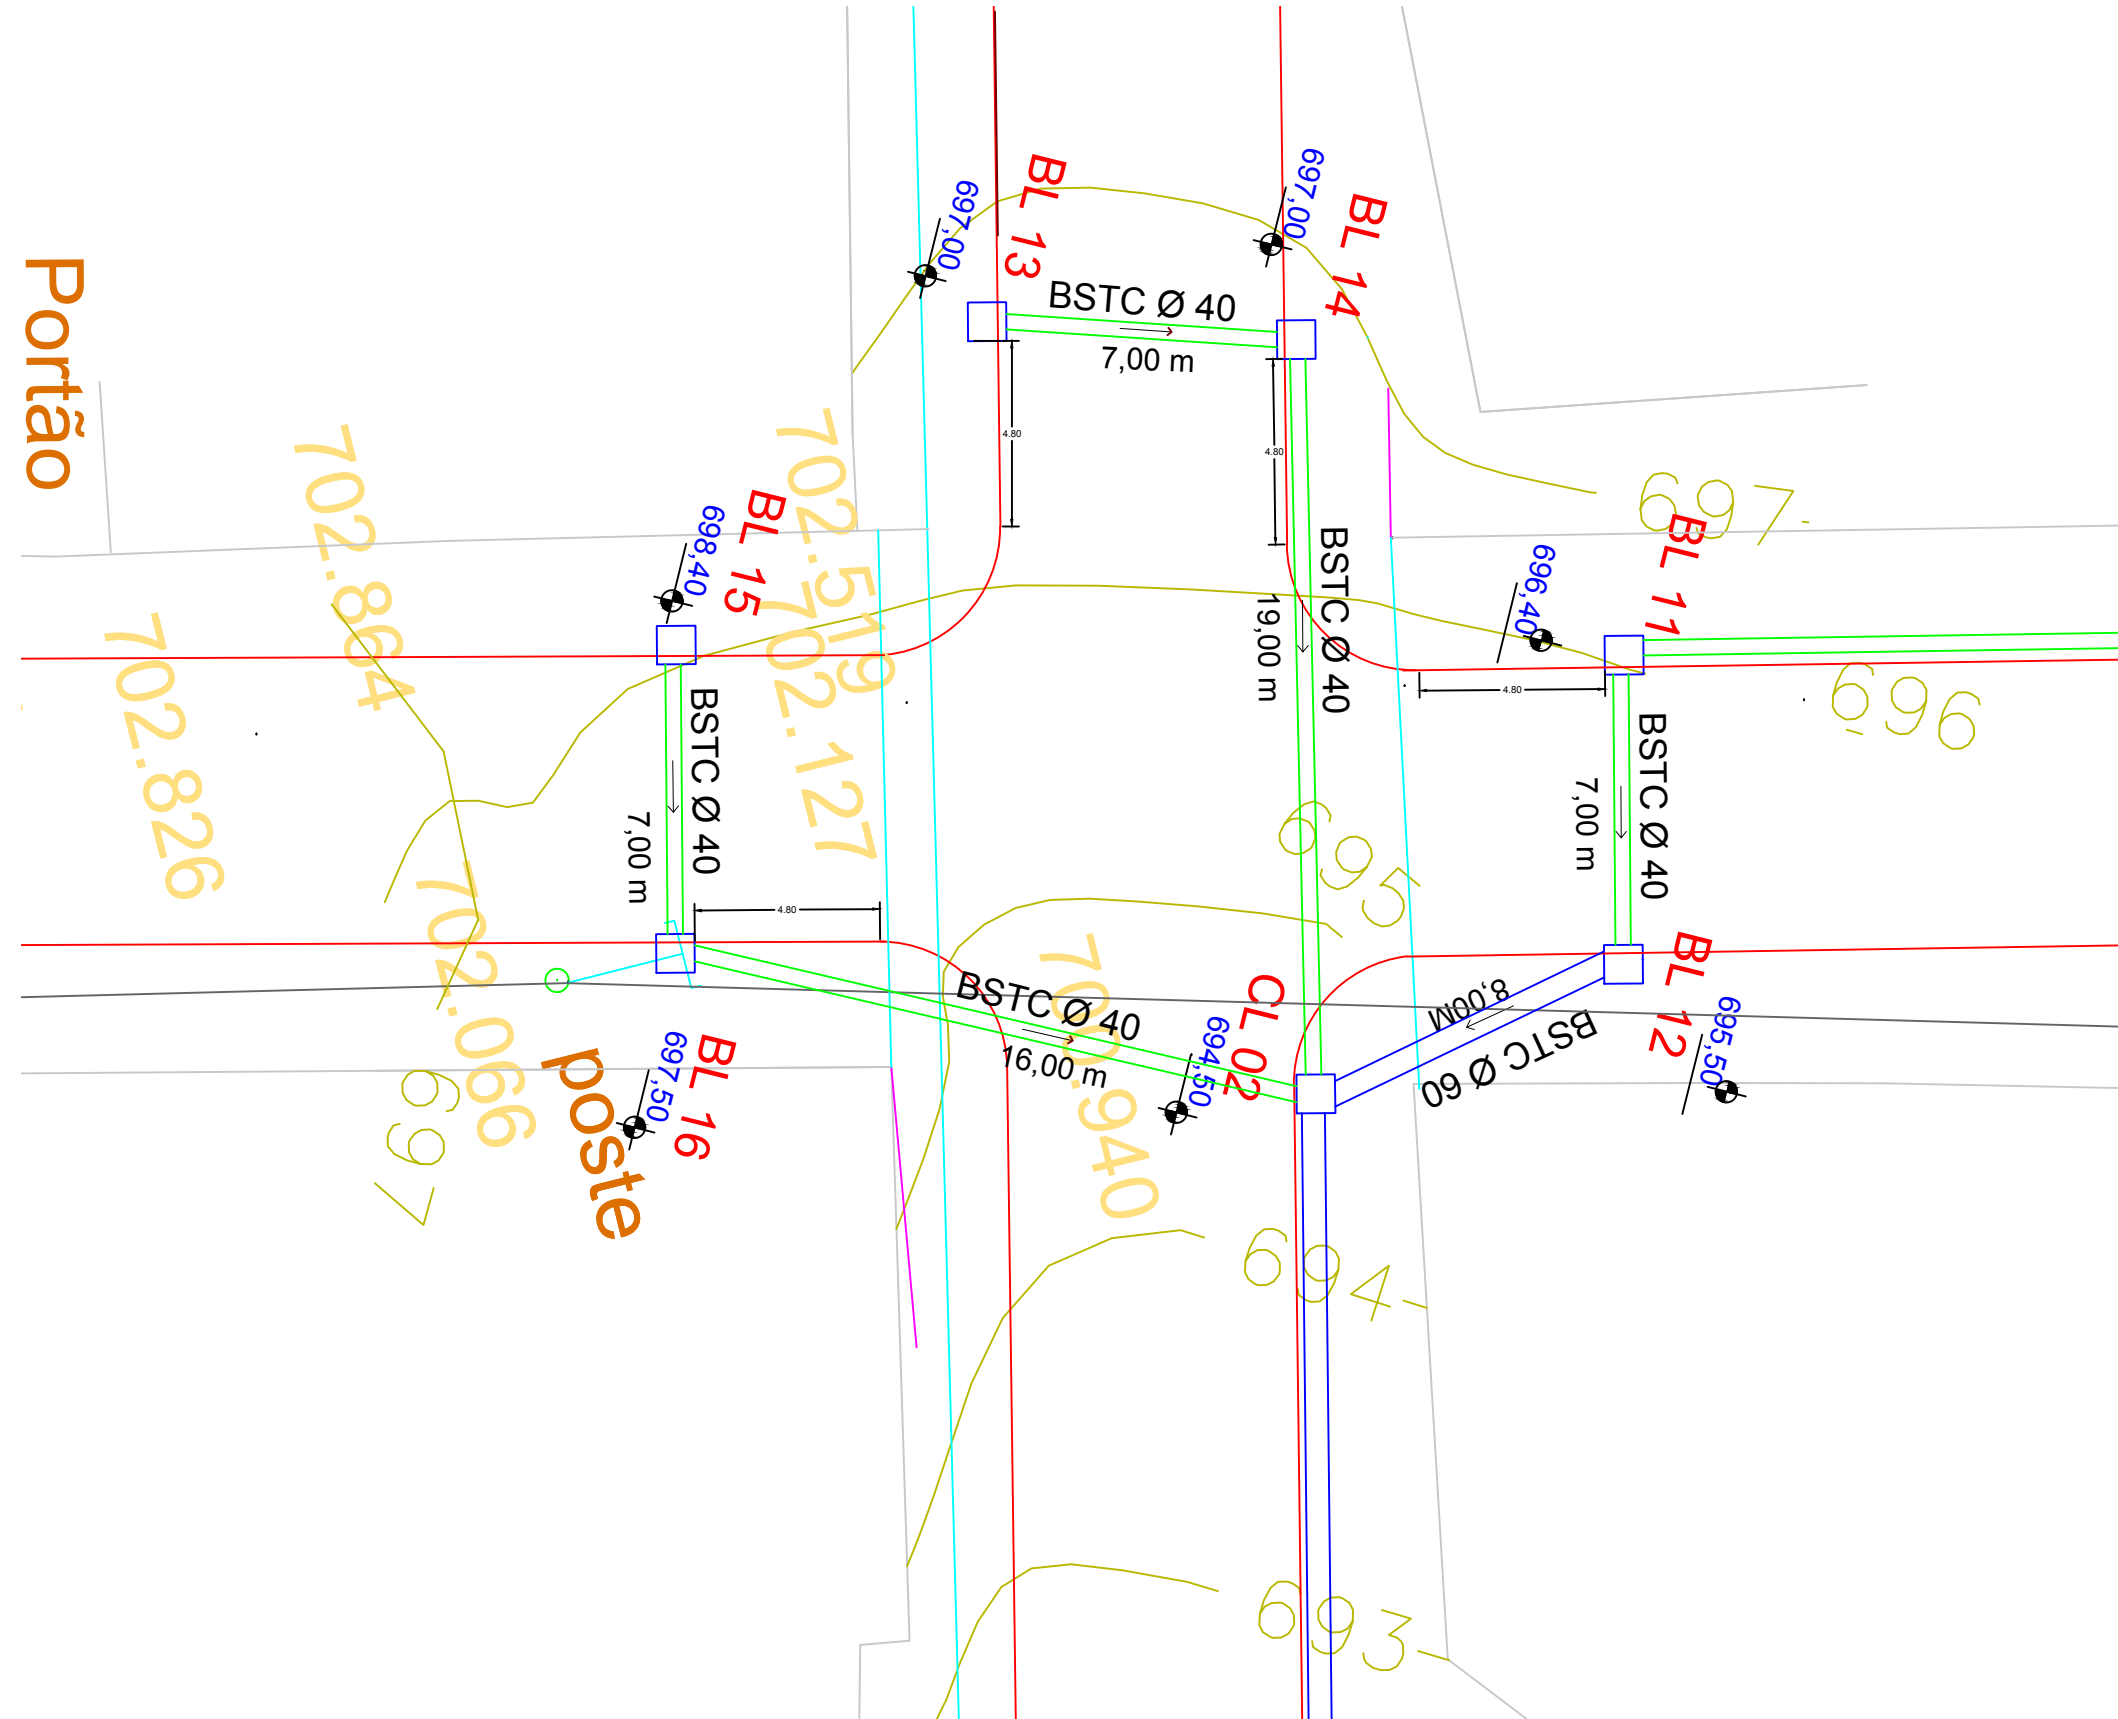 Portão
BL 13
697,00
BL 14
697,00
BSTC Ø 40
7,00 m
4.80
4.80
702.864
702.519
702.826
702.127
BL 15
698,40
697
BL 11
696,40
BSTC Ø 40
19,00 m
4.80
696
BSTC Ø 40
7,00 m
BSTC Ø 40
7,00 m
695
4.80
702.066
BSTC Ø 40
16,00 m
700.940
CL 02
694,50
8,00M
BSTC Ø 60
BL 12
695,50
BL 16
697,50
poste
697
694
693